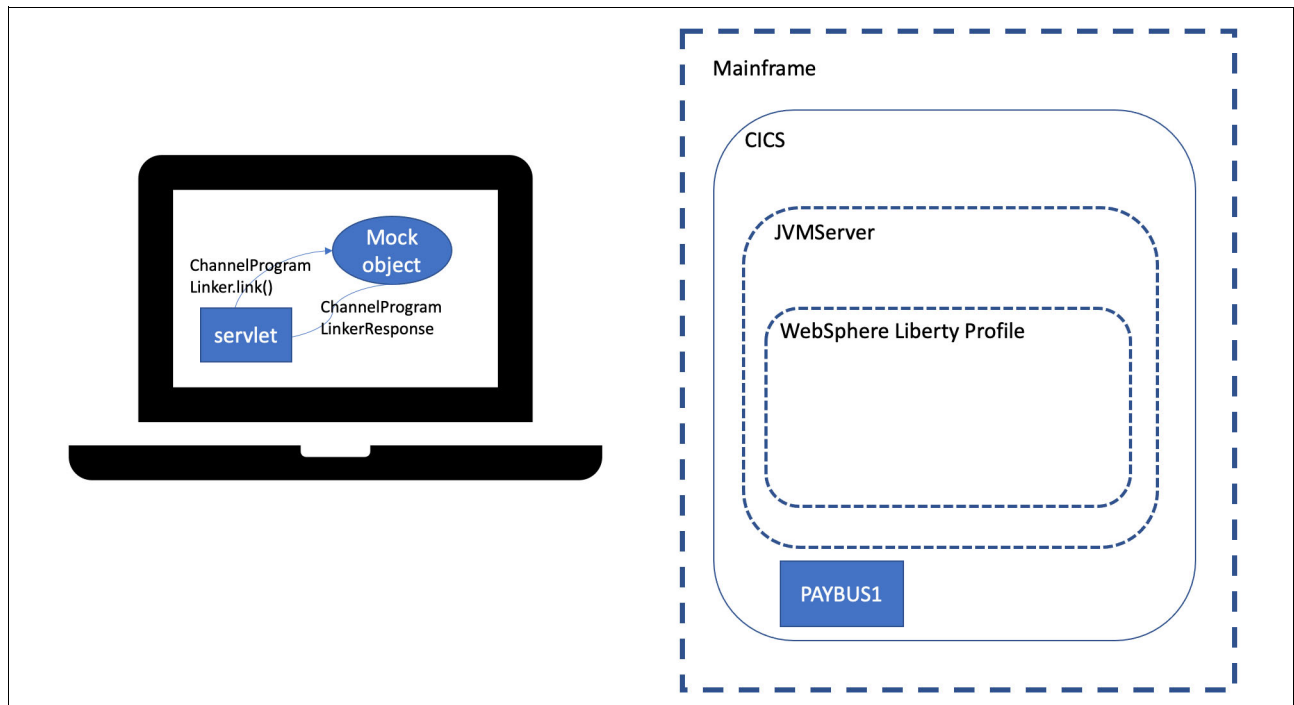 Mock
object
ChannelProgram
Linker.link()
ChannelProgram
LinkerResponse
servlet
Mainframe
CICS
JVMServer
WebSphere Liberty Profile
PAYBUS1